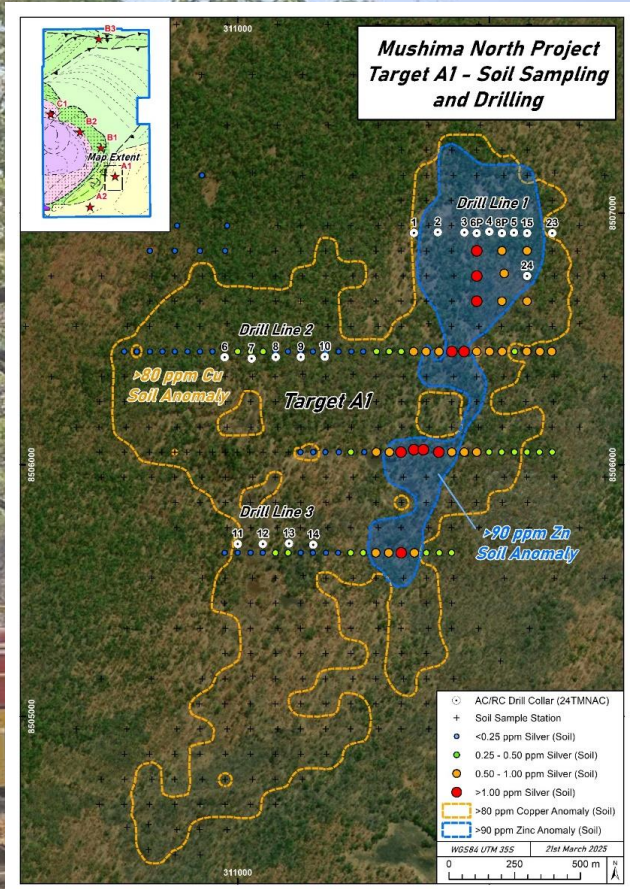 Mushima North Project
Target A1 - Soil Sampling
and Drilling
311000
B3
C1
B2
B1
Map Extent
A1
A2
8507000
8507000
Drill Line 1
1 2 3 6P 4 8P 5 15 23
24
Drill Line 2
6 7 8 9 10
>80 ppm Cu
Soil Anomaly
Target A1
8506000
8506000
Drill Line 3
11 12 13 14
>90 ppm Zn
Soil Anomaly
8505000
311000
AC/RC Drill Collar (24TMNAC)
Soil Sample Station
<0.25 ppm Silver (Soil)
0.25 - 0.50 ppm Silver (Soil)
0.50 - 1.00 ppm Silver (Soil)
>1.00 ppm Silver (Soil)
>80 ppm Copper Anomaly (Soil)
>90 ppm Zinc Anomaly (Soil)
WGS84 UTM 35S 21st March 2025
0 250 500 m
N